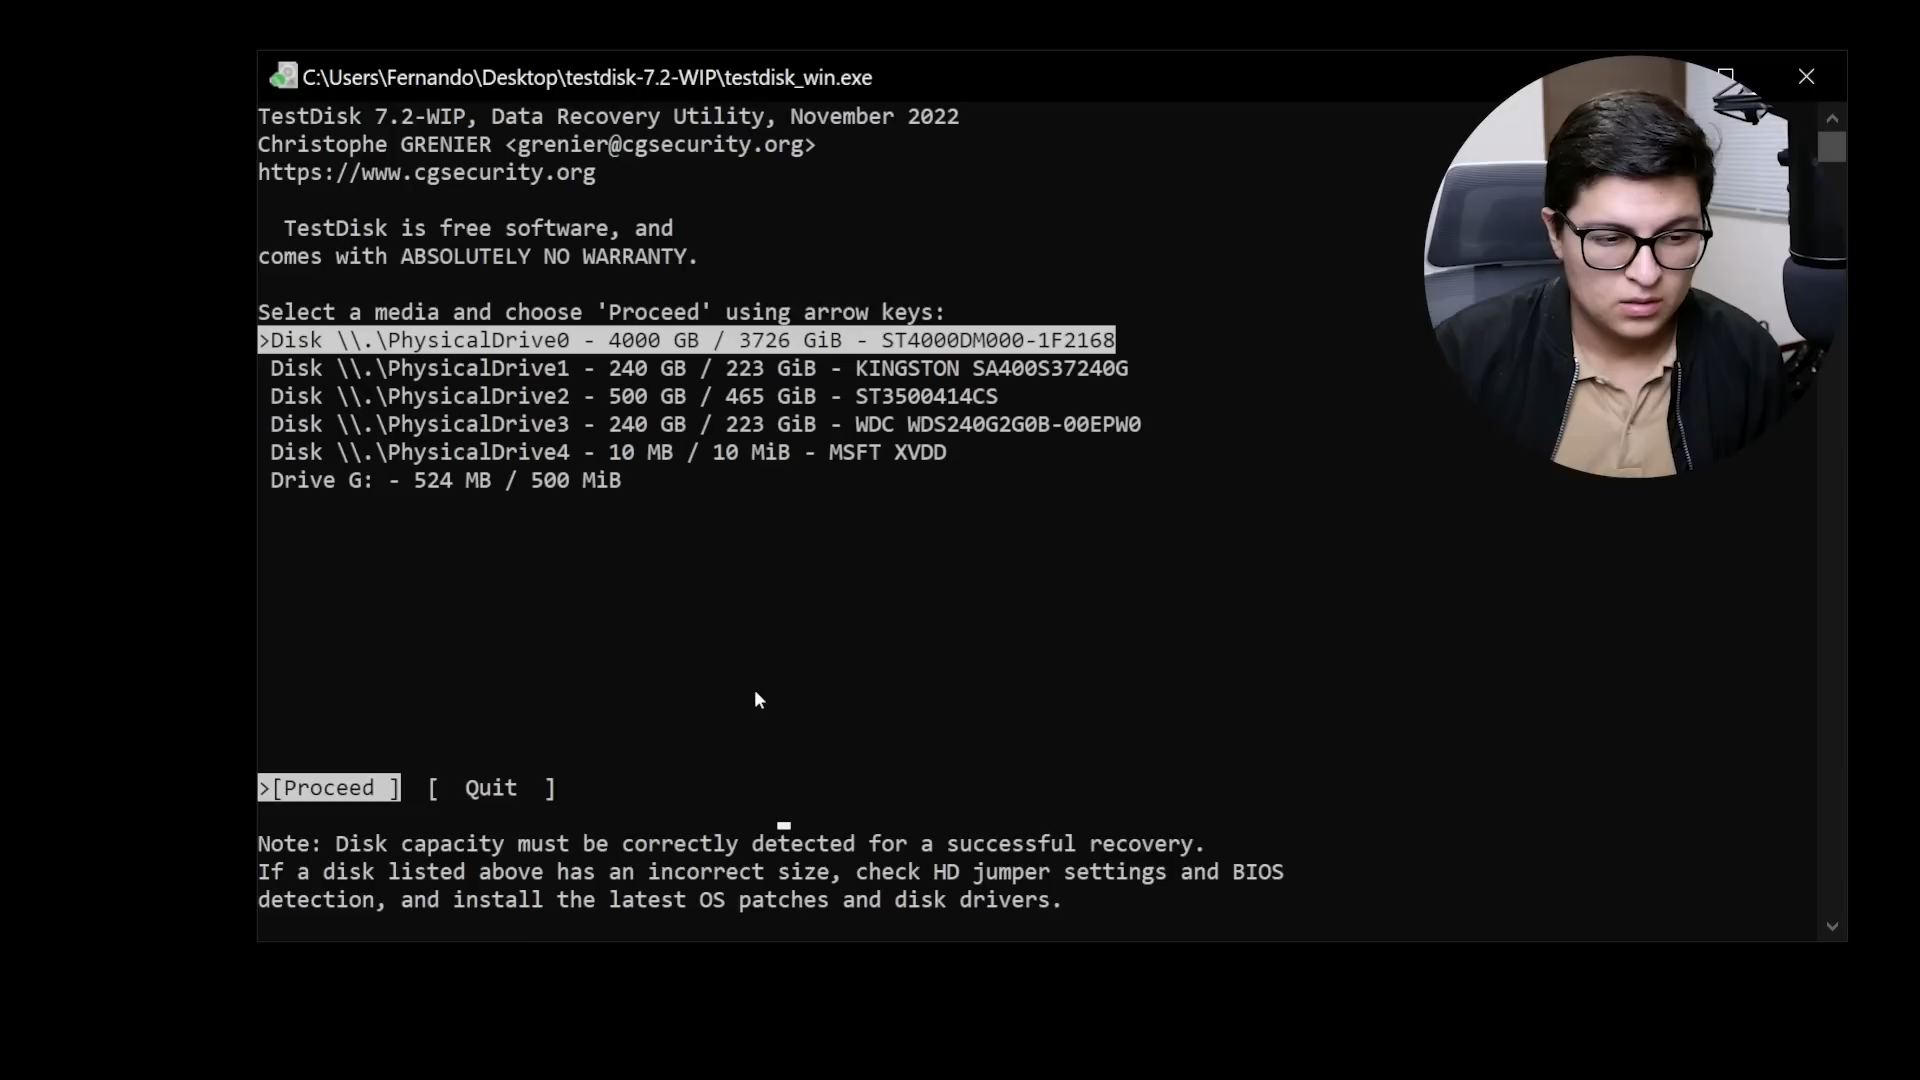 C:\Users\Fernando\Desktop\testdisk-7.2-WIP\testdisk_win.exe
TestDisk 7.2-WIP, Data Recovery Utility, November 2022
Christophe GRENIER <grenier@cgsecurity.org>
https://www.cgsecurity.org
TestDisk is free software, and
comes with ABSOLUTELY NO WARRANTY.
Select a media and choose 'Proceed' using arrow keys:
>Disk \\.\PhysicalDrive0 - 4000 GB / 3726 GiB - ST4000DM000-1F2168
Disk \\.\PhysicalDrive1 - 240 GB / 223 GiB - KINGSTON SA400S37240G
Disk \\.\PhysicalDrive2 - 500 GB / 465 GiB - ST3500414CS
Disk \\.\PhysicalDrive3 - 240 GB / 223 GiB - WDC WDS240G2G0B-00EPW0
Disk \\.\PhysicalDrive4 - 10 MB / 10 MiB - MSFT XVDD
Drive G: - 524 MB / 500 MiB
>[Proceed ]  [  Quit  ]
Note: Disk capacity must be correctly detected for a successful recovery.
If a disk listed above has an incorrect size, check HD jumper settings and BIOS
detection, and install the latest OS patches and disk drivers.